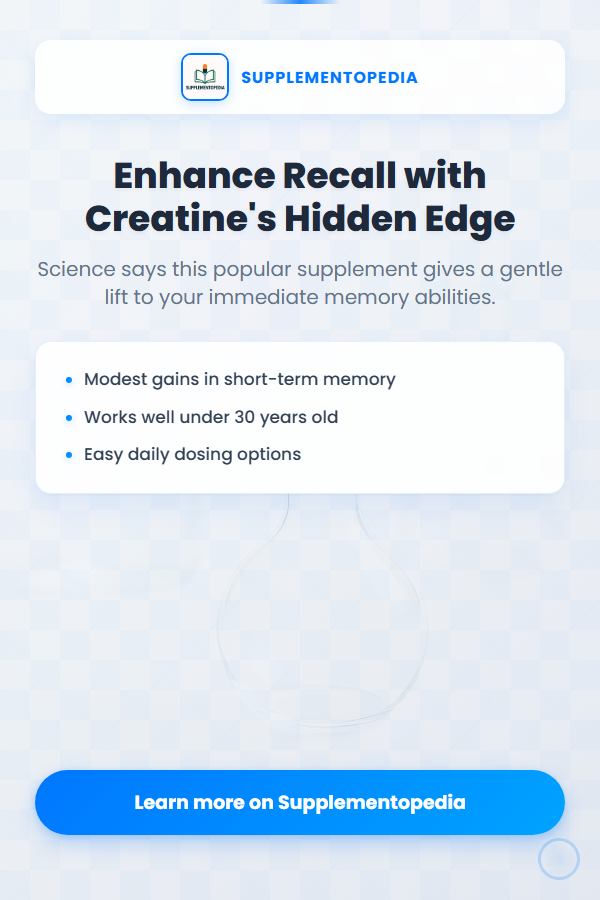 SUPPLEMENTOPEDIA
SUPPLEMENTOPEDIA
Enhance Recall with
Creatine's Hidden Edge
Science says this popular supplement gives a gentle
lift to your immediate memory abilities.
Modest gains in short-term memory
Works well under 30 years old
Easy daily dosing options
Learn more on Supplementopedia